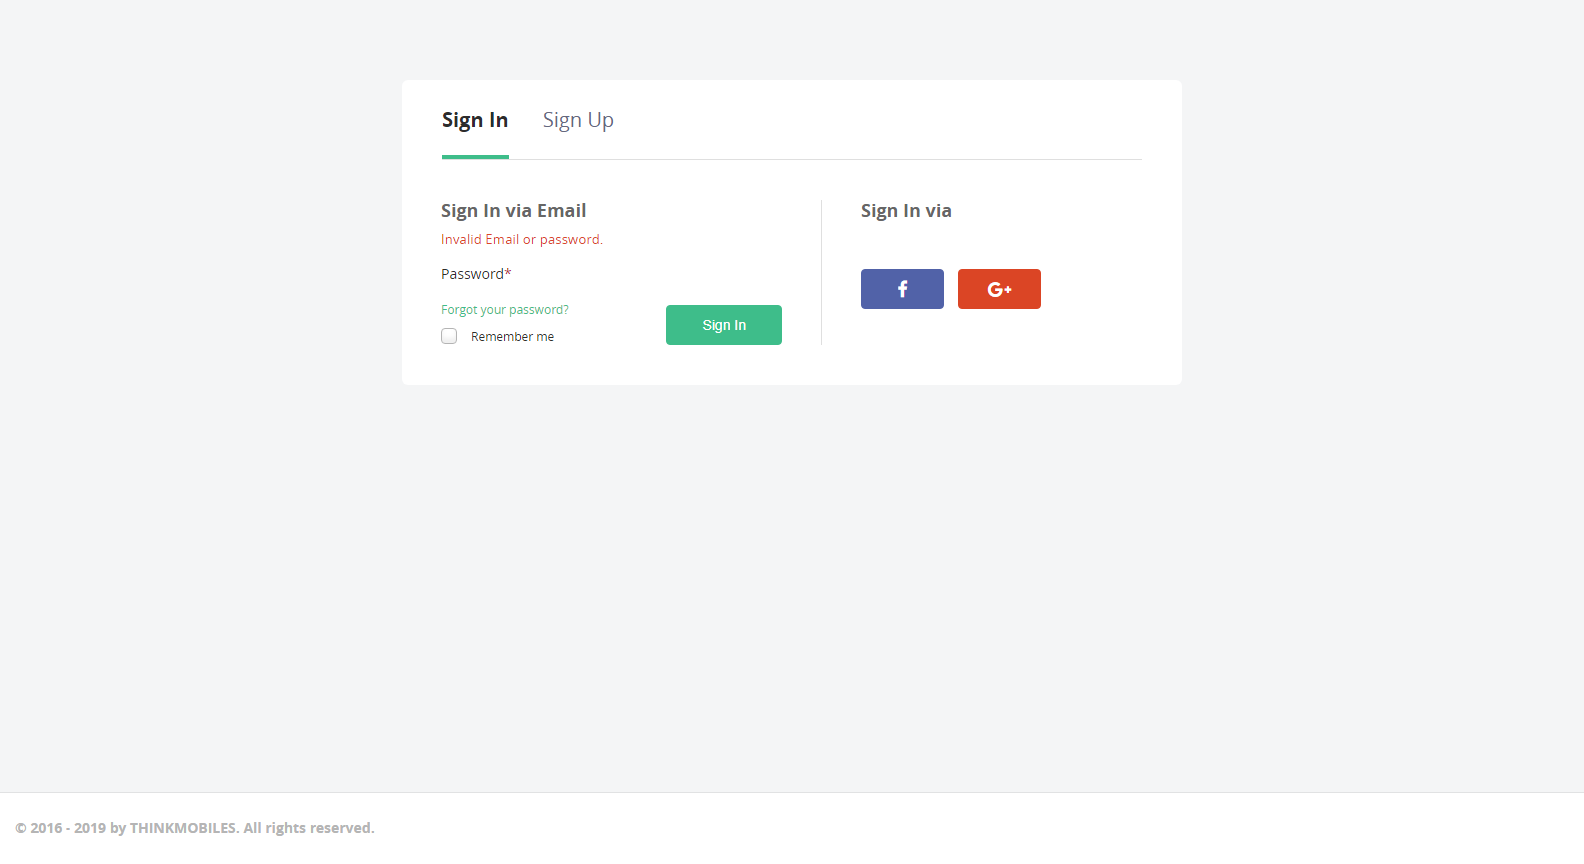 Sign In
Sign Up
Sign In via Email
Invalid Email or password.
Password*
Forgot your password?
Remember me
Sign In
Sign In via
f
G+
© 2016 - 2019 by THINKMOBILES. All rights reserved.